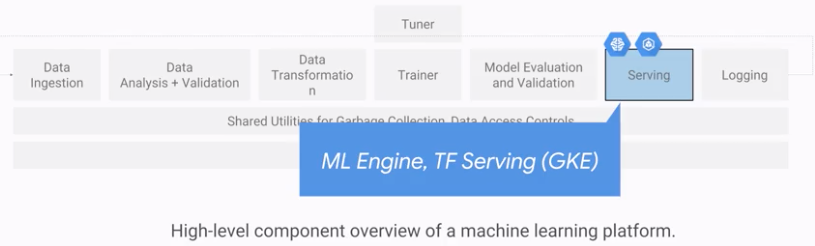 Tuner
Data
Ingestion
Data
Analysis + Validation
Data
Transformatio
n
Trainer
Model Evaluation
and Validation
Serving
Logging
Shared Utilities for Garbage Collection, Data Access Controls
ML Engine, TF Serving (GKE)
High-level component overview of a machine learning platform.